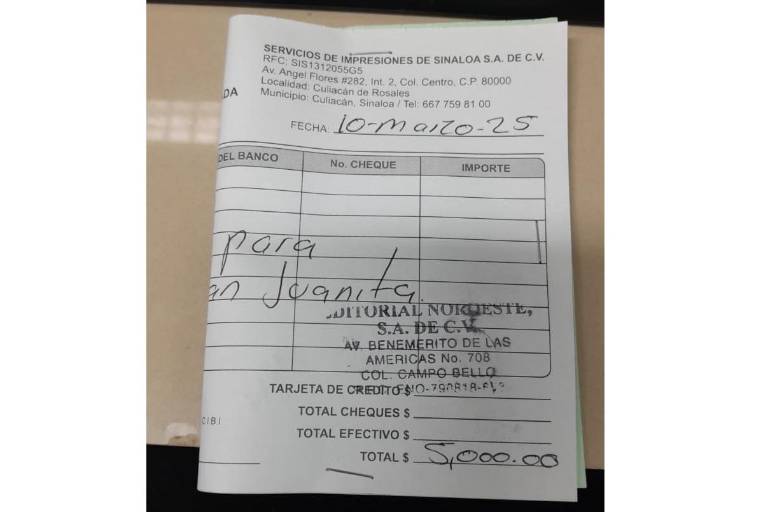 SERVICIOS DE IMPRESIONES DE SINALOA S.A. DE C.V.
RFC: SIS1312055G5
Av. Angel Flores #282, Int. 2, Col. Centro, C.P. 80000
Localidad: Culiacán de Rosales
Municipio: Culiacán, Sinaloa / Tel: 667 759 81 00
DA
FECHA: 10-marzo-25
DEL BANCO No. CHEQUE IMPORTE
para
an Juanita.
DITORIAL NOROESTE,
S.A. DE C.V.
AV. BENEMERITO DE LAS
AMERICAS No. 708
COL. CAMPO BELLO
TARJETA DE CREDITO $
TOTAL CHEQUES $
CIBI
TOTAL EFECTIVO $
TOTAL $ 5,000.00